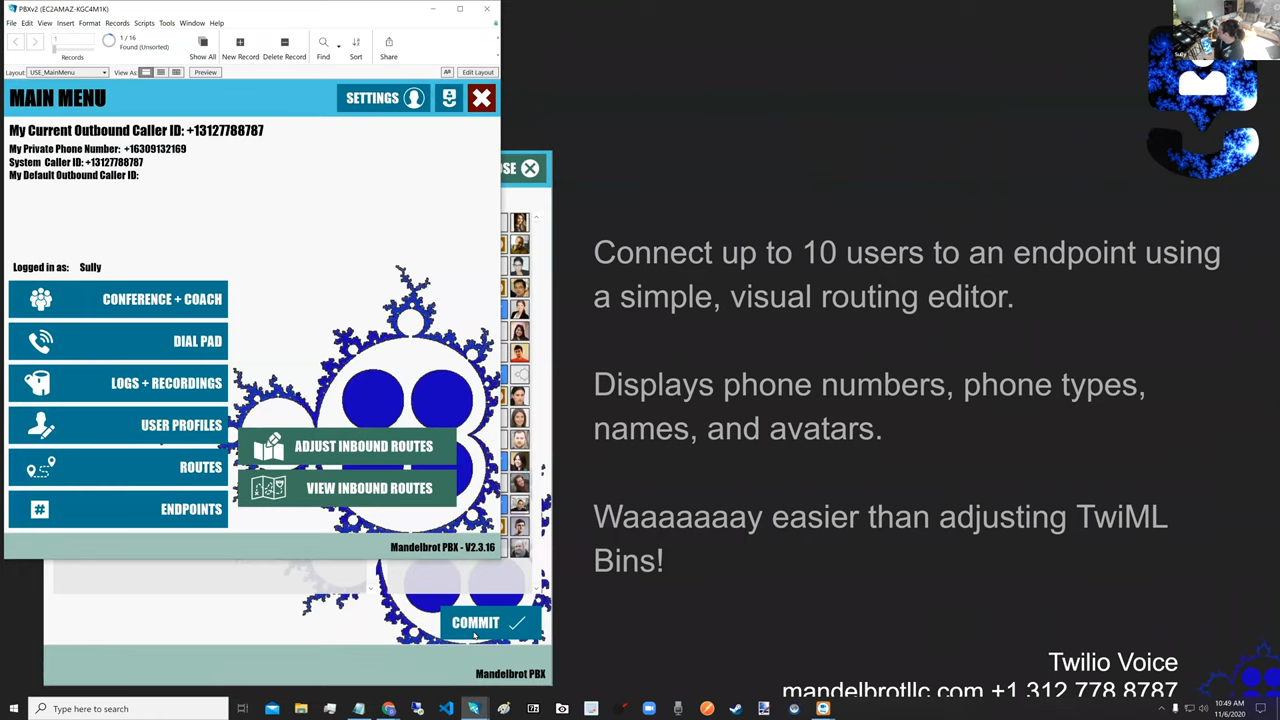 PBXv2 (EC2AMAZ-KGC4M1K)
File Edit View Insert Format Records Scripts Tools Window Help
1
1 / 16
Found (Unsorted)
Records
Show All
New Record
Delete Record
Find
Sort
Share
Layout: USE_MainMenu
View As:
Preview
Edit Layout
MAIN MENU
SETTINGS
My Current Outbound Caller ID: +13127788787
My Private Phone Number: +16309132169
System Caller ID: +13127788787
My Default Outbound Caller ID:
Logged in as: Sully
CONFERENCE + COACH
DIAL PAD
LOGS + RECORDINGS
USER PROFILES
ROUTES
ENDPOINTS
ADJUST INBOUND ROUTES
VIEW INBOUND ROUTES
Mandelbrot PBX - V2.3.16
COMMIT
Mandelbrot PBX
Sully
Connect up to 10 users to an endpoint using
a simple, visual routing editor.
Displays phone numbers, phone types,
names, and avatars.
Waaaaaaay easier than adjusting TwiML
Bins!
Twilio Voice
mandelbrotllc.com +1 312 778 8787
Type here to search
10:49 AM
11/6/2020